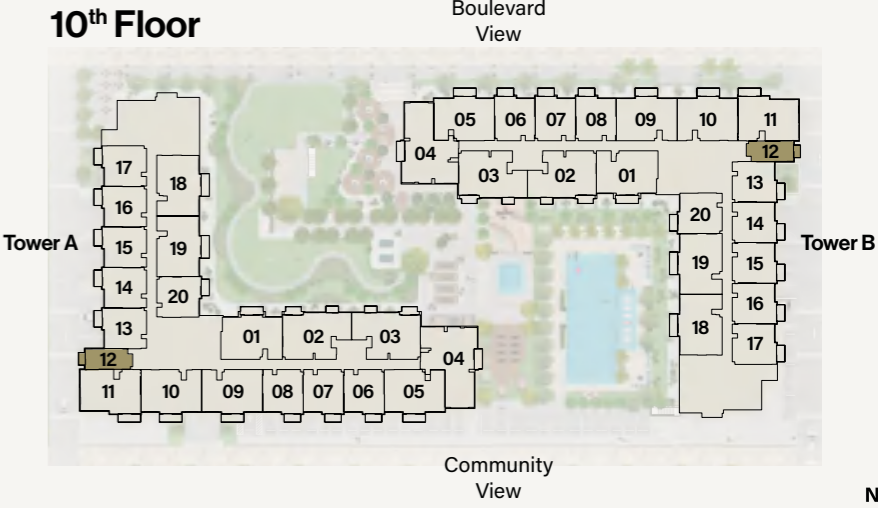 10th Floor
Boulevard
View
05 06 07 08 09 10 11
04
12
03 02 01
13
17
18
16
20
14
Tower A
15
19
19
15
Tower B
14
20
16
13
18
17
01 02 03
12
04
11 10 09 08 07 06 05
Community
View
N